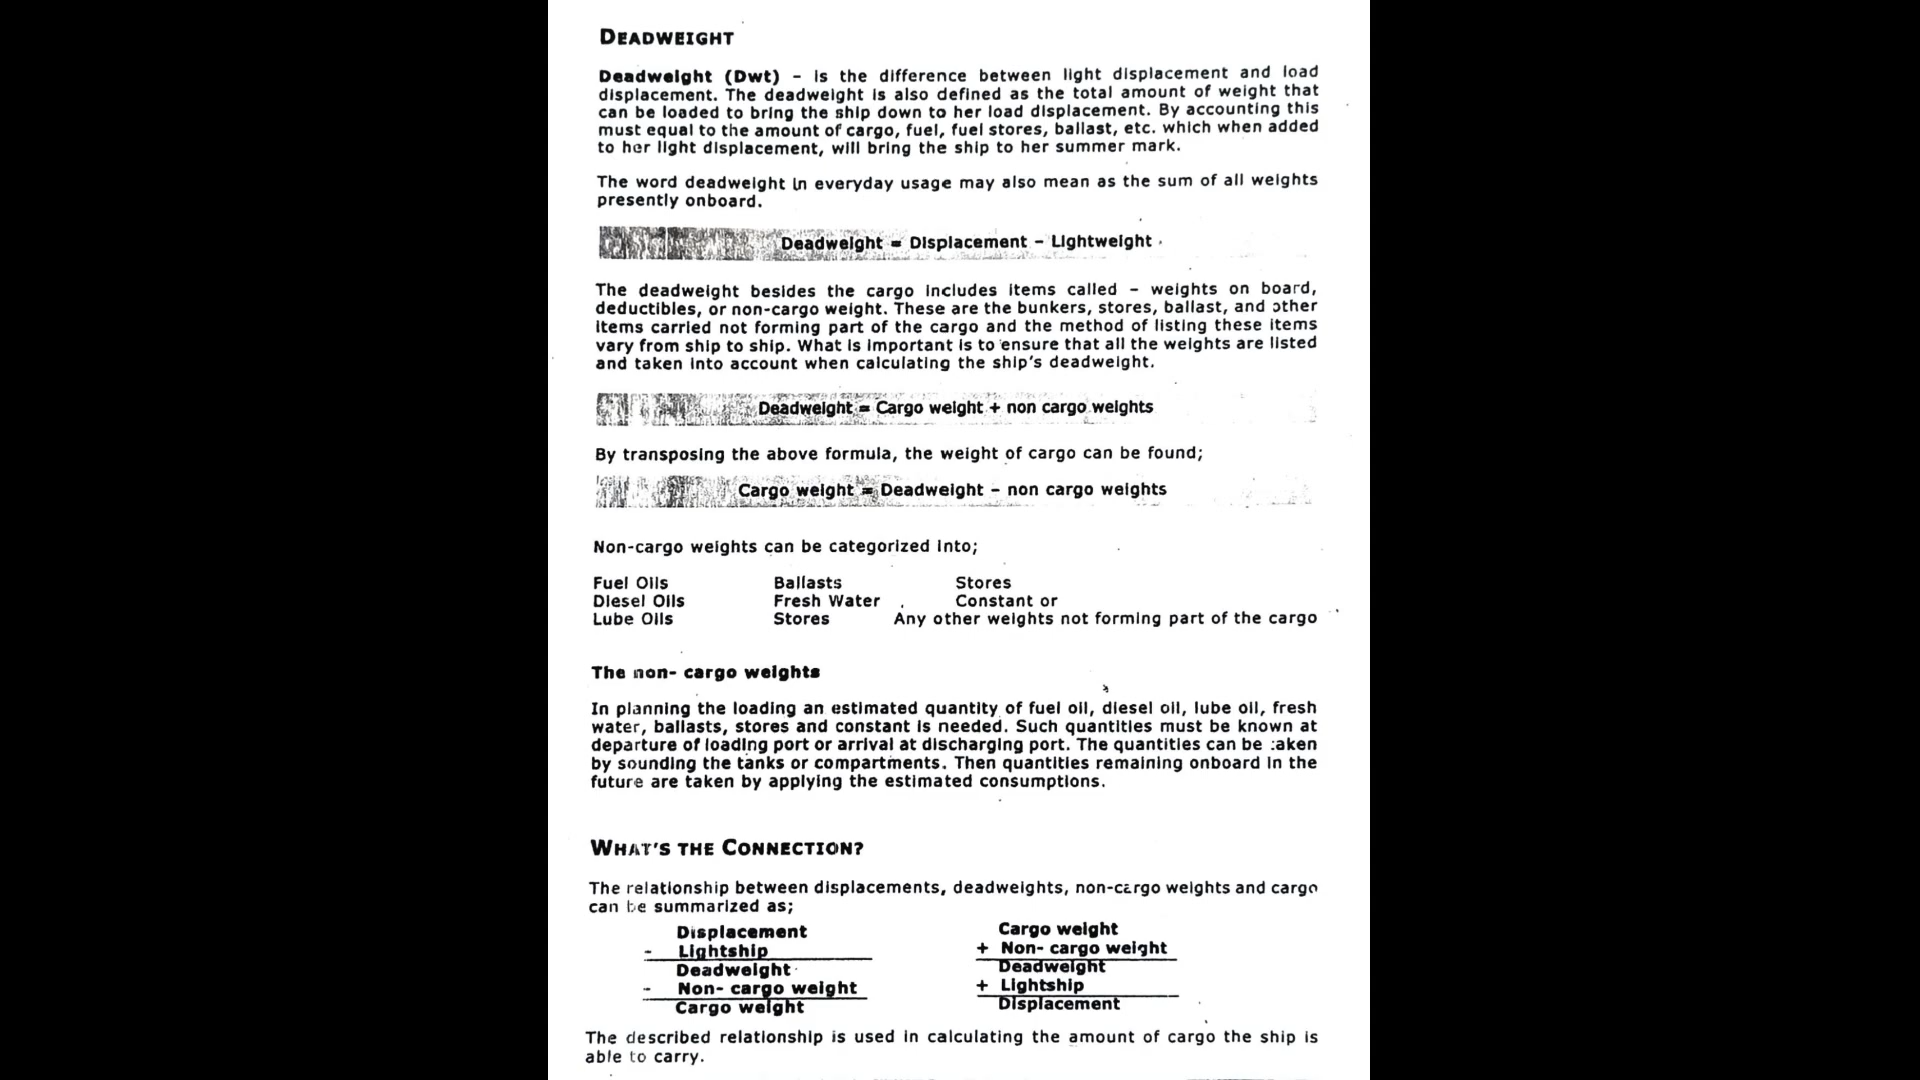 DEADWEIGHT
Deadweight (Dwt) – is the difference between light displacement and load
displacement. The deadweight is also defined as the total amount of weight that
can be loaded to bring the ship down to her load displacement. By accounting this
must equal to the amount of cargo, fuel, fuel stores, ballast, etc. which when added
to her light displacement, will bring the ship to her summer mark.
The word deadweight in everyday usage may also mean as the sum of all weights
presently onboard.
Deadweight = Displacement – Lightweight
The deadweight besides the cargo includes items called – weights on board,
deductibles, or non-cargo weight. These are the bunkers, stores, ballast, and other
items carried not forming part of the cargo and the method of listing these items
vary from ship to ship. What is important is to ensure that all the weights are listed
and taken into account when calculating the ship's deadweight.
Deadweight = Cargo weight + non cargo weights
By transposing the above formula, the weight of cargo can be found;
Cargo weight = Deadweight – non cargo weights
Non-cargo weights can be categorized into;
Fuel Oils Ballasts Stores
Diesel Oils Fresh Water Constant or
Lube Oils Stores Any other weights not forming part of the cargo
The non- cargo weights
In planning the loading an estimated quantity of fuel oil, diesel oil, lube oil, fresh
water, ballasts, stores and constant is needed. Such quantities must be known at
departure of loading port or arrival at discharging port. The quantities can be taken
by sounding the tanks or compartments. Then quantities remaining onboard in the
future are taken by applying the estimated consumptions.
WHAT'S THE CONNECTION?
The relationship between displacements, deadweights, non-cargo weights and cargo
can be summarized as;
Displacement
- Lightship
Deadweight
- Non- cargo weight
Cargo weight
Cargo weight
+ Non- cargo weight
Deadweight
+ Lightship
Displacement
The described relationship is used in calculating the amount of cargo the ship is
able to carry.